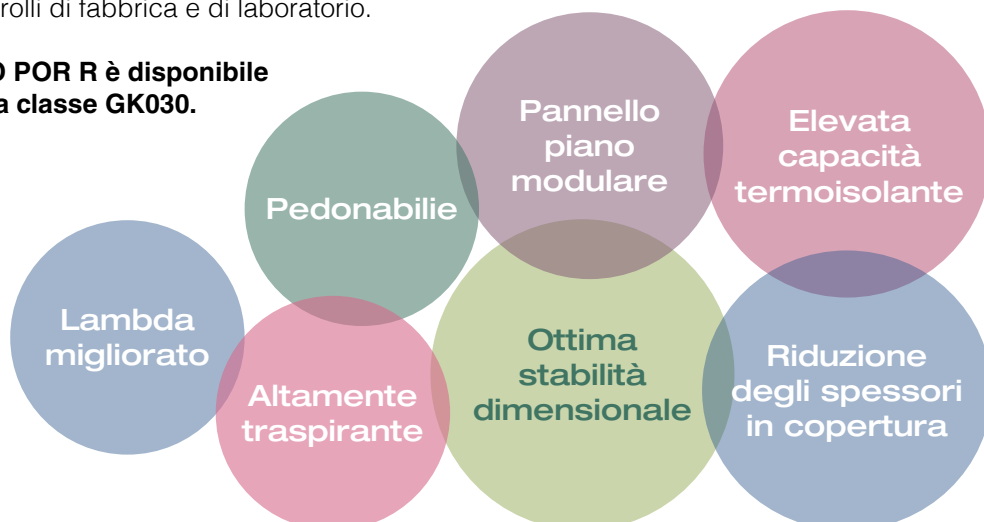 rolli di fabbrica e di laboratorio.
POR R è disponibile
classe GK030.
Pannello
piano
modulare
Elevata
capacità
termoisolante
Pedonabilie
Lambda
migliorato
Ottima
stabilità
dimensionale
Riduzione
degli spessori
in copertura
Altamente
traspirante